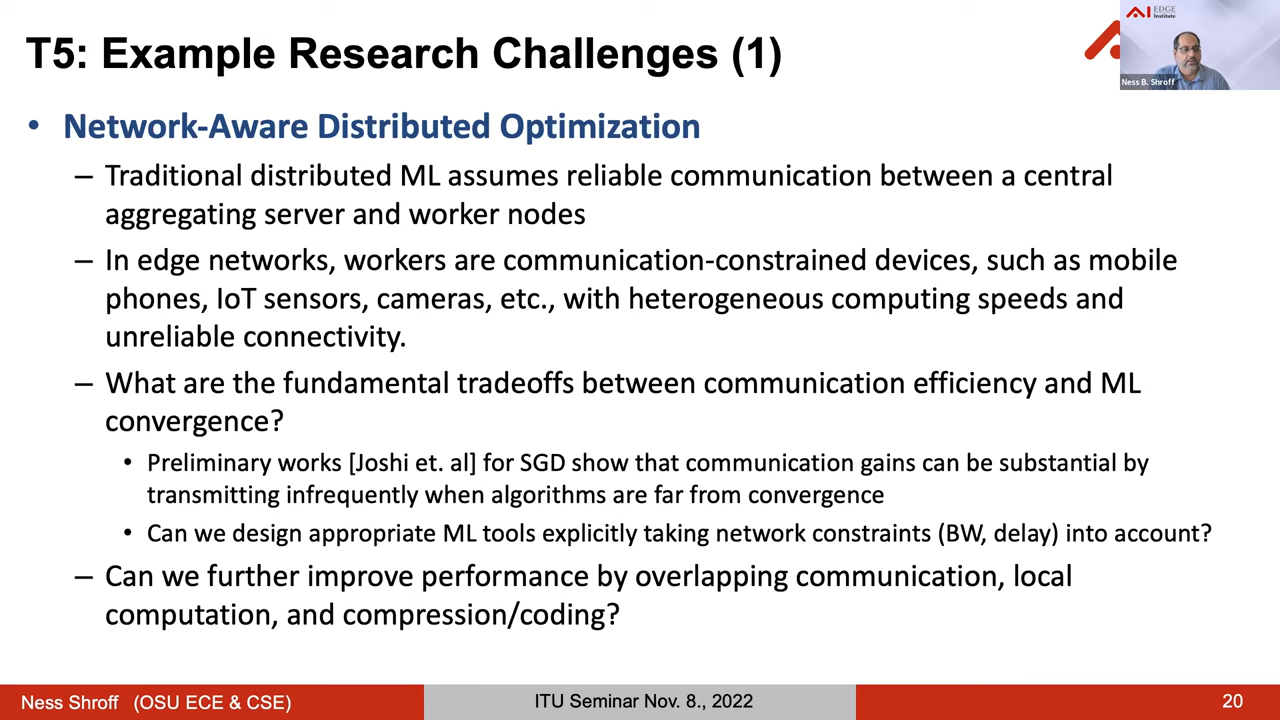 T5: Example Research Challenges (1)
AI EDGE
Institute
Ness B. Shroff
• Network-Aware Distributed Optimization
– Traditional distributed ML assumes reliable communication between a central
aggregating server and worker nodes
– In edge networks, workers are communication-constrained devices, such as mobile
phones, IoT sensors, cameras, etc., with heterogeneous computing speeds and
unreliable connectivity.
– What are the fundamental tradeoffs between communication efficiency and ML
convergence?
• Preliminary works [Joshi et. al] for SGD show that communication gains can be substantial by
transmitting infrequently when algorithms are far from convergence
• Can we design appropriate ML tools explicitly taking network constraints (BW, delay) into account?
– Can we further improve performance by overlapping communication, local
computation, and compression/coding?
Ness Shroff (OSU ECE & CSE)
ITU Seminar Nov. 8., 2022
20